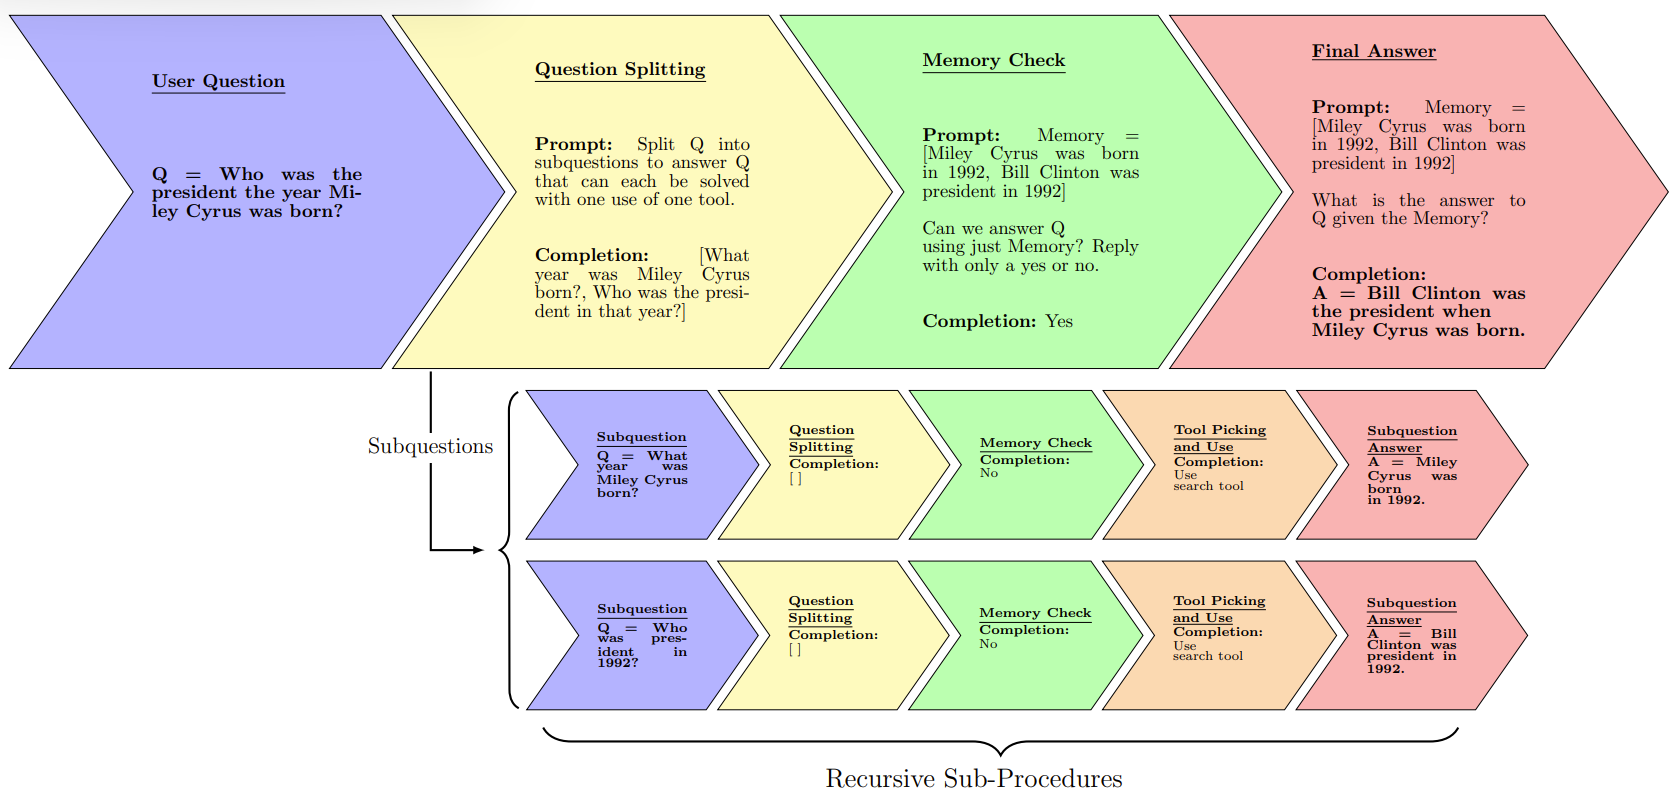 User Question
Q = Who was the
president the year Mi-
ley Cyrus was born?
Question Splitting
Prompt: Split Q into
subquestions to answer Q
that can each be solved
with one use of one tool.
Completion: [What
year was Miley Cyrus
born?, Who was the presi-
dent in that year?]
Memory Check
Prompt: Memory =
[Miley Cyrus was born
in 1992, Bill Clinton was
president in 1992]
Can we answer Q
using just Memory? Reply
with only a yes or no.
Completion: Yes
Final Answer
Prompt: Memory =
[Miley Cyrus was born
in 1992, Bill Clinton was
president in 1992]
What is the answer to
Q given the Memory?
Completion:
A = Bill Clinton was
the president when
Miley Cyrus was born.
Subquestions
Subquestion
Q = What
year was
Miley Cyrus
born?
Question
Splitting
Completion:
[ ]
Memory Check
Completion:
No
Tool Picking
and Use
Completion:
Use
search tool
Subquestion
Answer
A = Miley
Cyrus was
born
in 1992.
Subquestion
Q = Who
was pres-
ident in
1992?
Question
Splitting
Completion:
[ ]
Memory Check
Completion:
No
Tool Picking
and Use
Completion:
Use
search tool
Subquestion
Answer
A = Bill
Clinton was
president in
1992.
Recursive Sub-Procedures